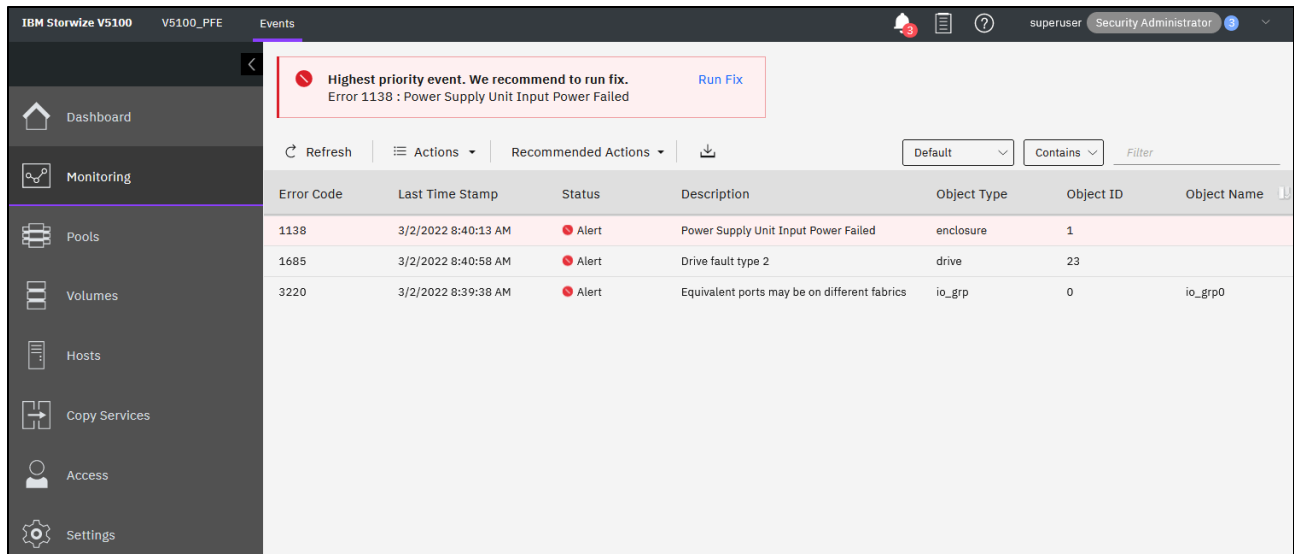 IBM Storwize V5100 V5100_PFE Events 3 superuser Security Administrator 3
Highest priority event. We recommend to run fix. Run Fix
Error 1138 : Power Supply Unit Input Power Failed
Dashboard
Monitoring
Pools
Volumes
Hosts
Copy Services
Access
Settings
Refresh Actions Recommended Actions Default Contains Filter
Error Code Last Time Stamp Status Description Object Type Object ID Object Name
1138 3/2/2022 8:40:13 AM Alert Power Supply Unit Input Power Failed enclosure 1
1685 3/2/2022 8:40:58 AM Alert Drive fault type 2 drive 23
3220 3/2/2022 8:39:38 AM Alert Equivalent ports may be on different fabrics io_grp 0 io_grp0